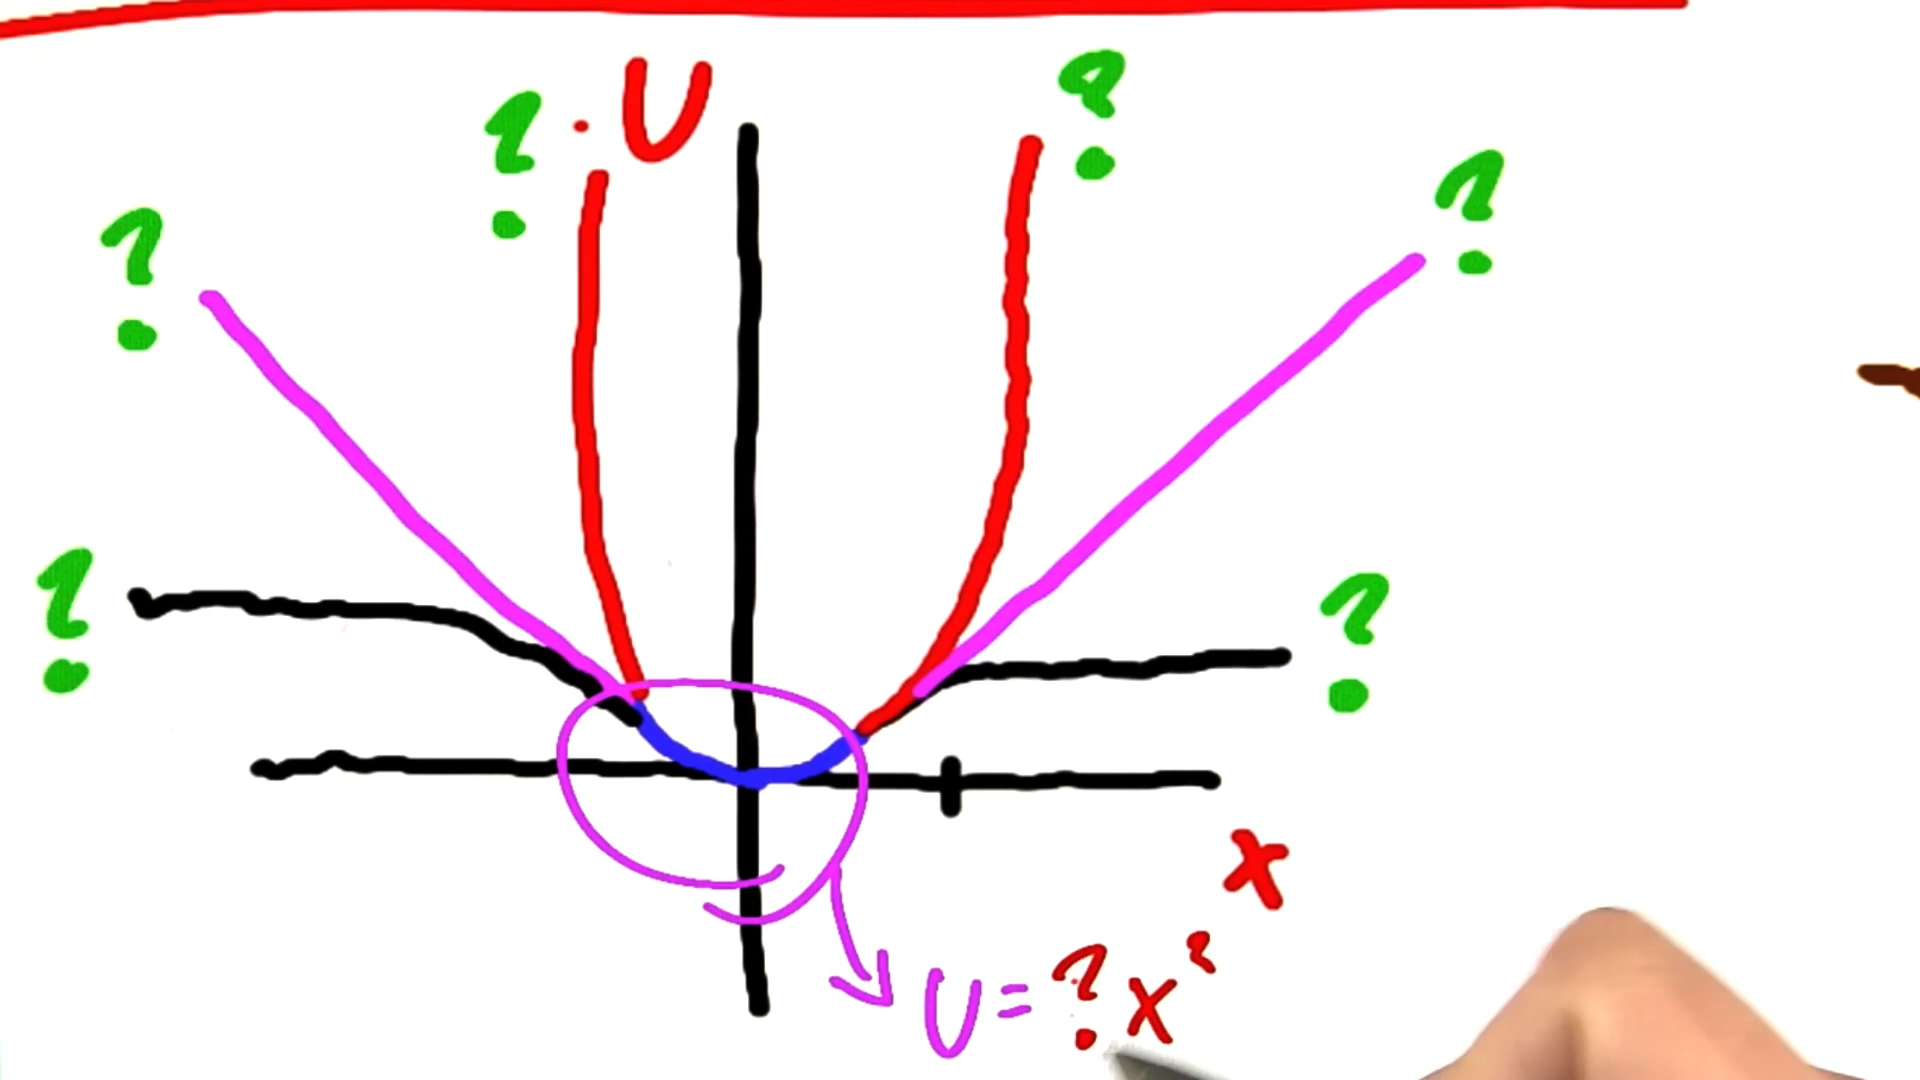 ? U ?
? ?
? ?
x
U = ? x²